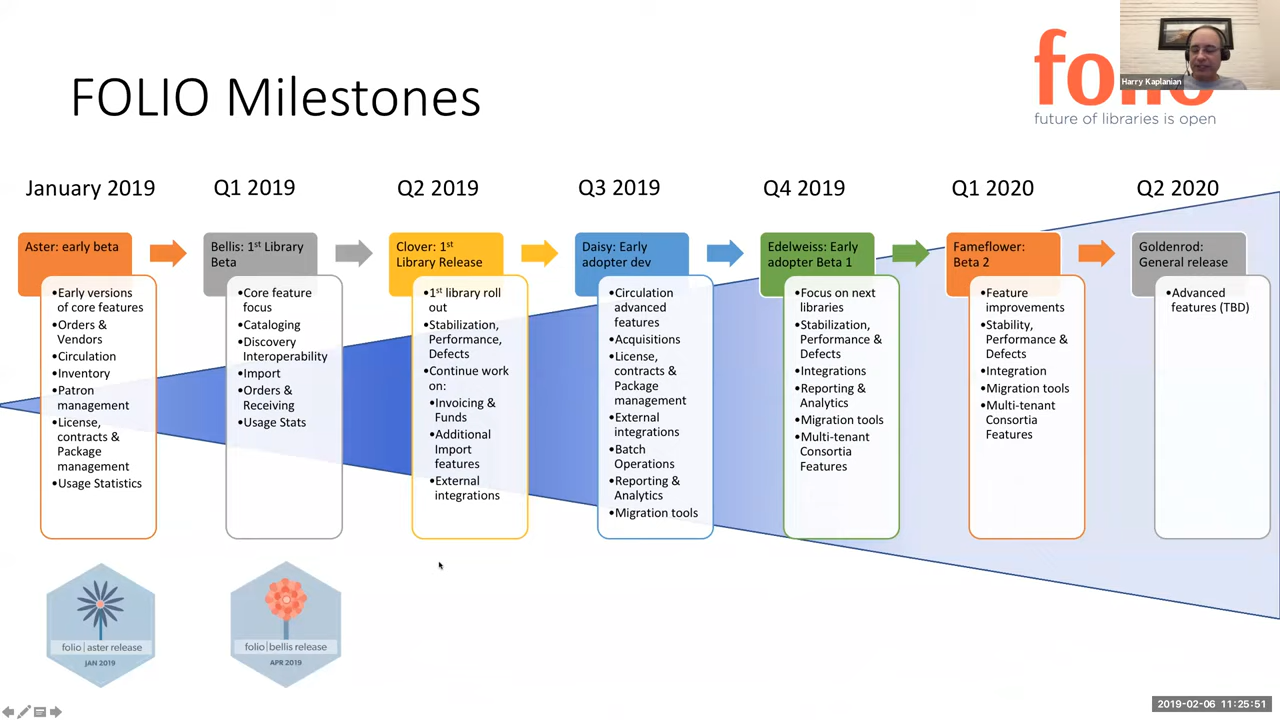 FOLIO Milestones
Harry Kaplanian
future of libraries is open
January 2019
Q1 2019
Q2 2019
Q3 2019
Q4 2019
Q1 2020
Q2 2020
Aster: early beta
•Early versions
of core features
•Orders &
Vendors
•Circulation
•Inventory
•Patron
management
•License,
contracts &
Package
management
•Usage Statistics
Bellis: 1st Library
Beta
•Core feature
focus
•Cataloging
•Discovery
Interoperability
•Import
•Orders &
Receiving
•Usage Stats
Clover: 1st
Library Release
•1st library roll
out
•Stabilization,
Performance,
Defects
•Continue work
on:
•Invoicing &
Funds
•Additional
Import
features
•External
integrations
Daisy: Early
adopter dev
•Circulation
advanced
features
•Acquisitions
•License,
contracts &
Package
management
•External
integrations
•Batch
Operations
•Reporting &
Analytics
•Migration tools
Edelweiss: Early
adopter Beta 1
•Focus on next
libraries
•Stabilization,
Performance &
Defects
•Integrations
•Reporting &
Analytics
•Migration tools
•Multi-tenant
Consortia
Features
Fameflower:
Beta 2
•Feature
improvements
•Stability,
Performance &
Defects
•Integration
•Migration tools
•Multi-tenant
Consortia
Features
Goldenrod:
General release
•Advanced
features (TBD)
folio|aster release
JAN 2019
folio|bellis release
APR 2019
2019-02-06 11:25:51